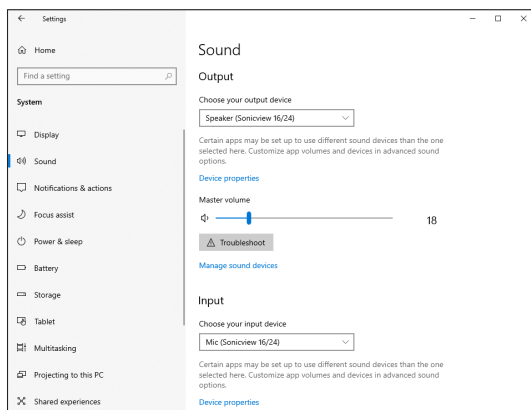 Settings
Home
Find a setting
System
Display
Sound
Notifications & actions
Focus assist
Power & sleep
Battery
Storage
Tablet
Multitasking
Projecting to this PC
Shared experiences
Sound
Output
Choose your output device
Speaker (Sonicview 16/24)
Certain apps may be set up to use different sound devices than the one
selected here. Customize app volumes and devices in advanced sound
options.
Device properties
Master volume
18
Troubleshoot
Manage sound devices
Input
Choose your input device
Mic (Sonicview 16/24)
Certain apps may be set up to use different sound devices than the one
selected here. Customize app volumes and devices in advanced sound
options.
Device properties